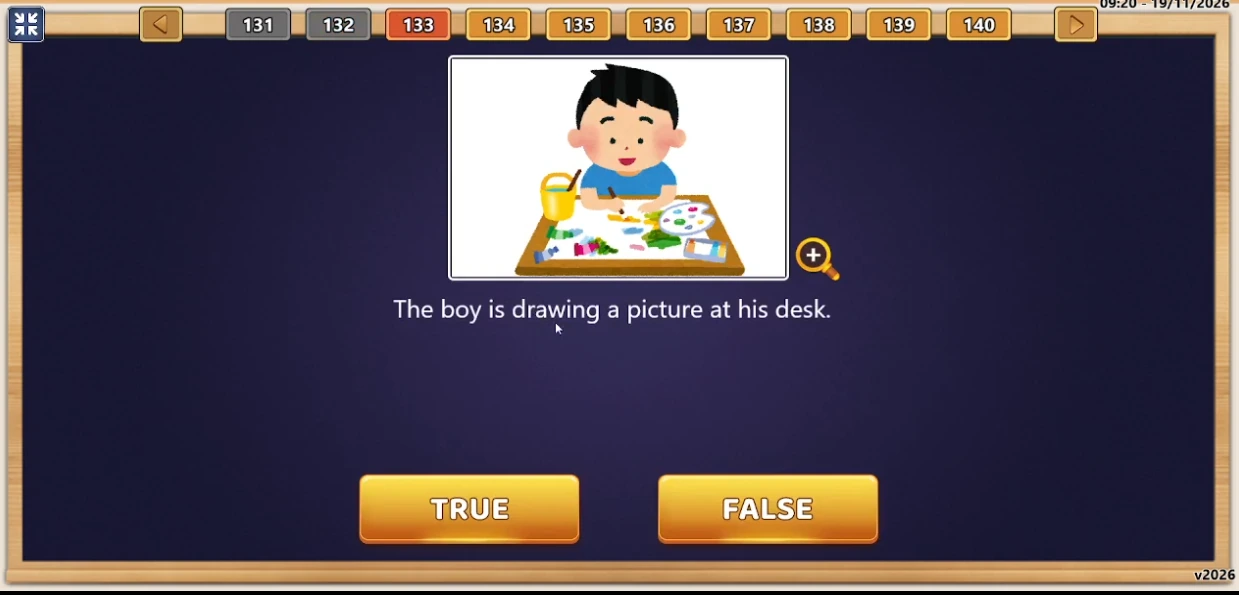 09:20 - 19/11/2026
131 132 133 134 135 136 137 138 139 140
The boy is drawing a picture at his desk.
TRUE FALSE
v2026